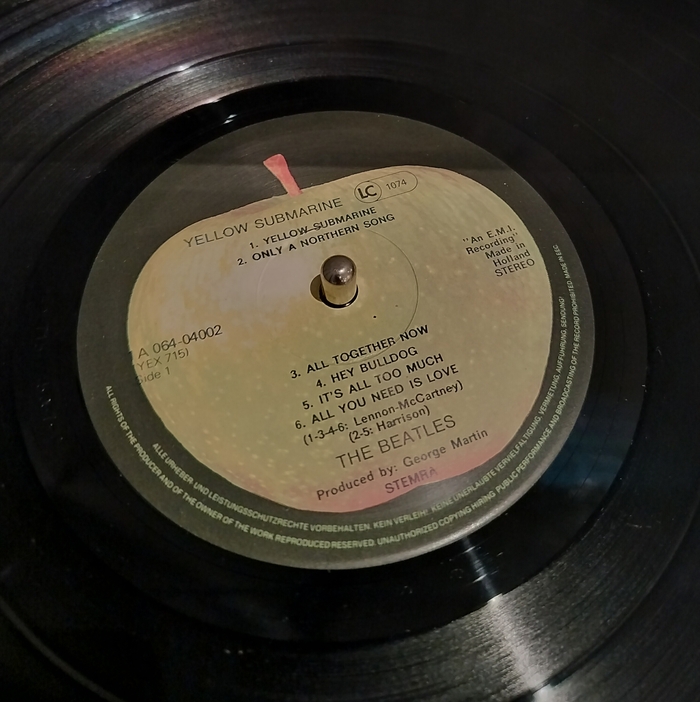 YELLOW SUBMARINE
LC 1074
1. YELLOW SUBMARINE
2. ONLY A NORTHERN SONG
"An E.M.I.
Recording"
Made in
Holland
STEREO
A 064-04002
(YEX 715)
Side 1
3. ALL TOGETHER NOW
4. HEY BULLDOG
5. IT'S ALL TOO MUCH
6. ALL YOU NEED IS LOVE
(1-3-4-6: Lennon-McCartney)
(2-5: Harrison)
THE BEATLES
Produced by: George Martin
STEMRA
ALLE URHEBER- UND LEISTUNGSSCHUTZRECHTE VORBEHALTEN. KEIN VERLEIH! KEINE UNERLAUBTE VERVIELFÄLTIGUNG, VERMIETUNG, AUFFÜHRUNG, SENDUNG!
ALL RIGHTS OF THE PRODUCER AND OF THE OWNER OF THE WORK REPRODUCED RESERVED. UNAUTHORIZED COPYING HIRING PUBLIC PERFORMANCE AND BROADCASTING OF THE RECORD PROHIBITED MADE IN EEC